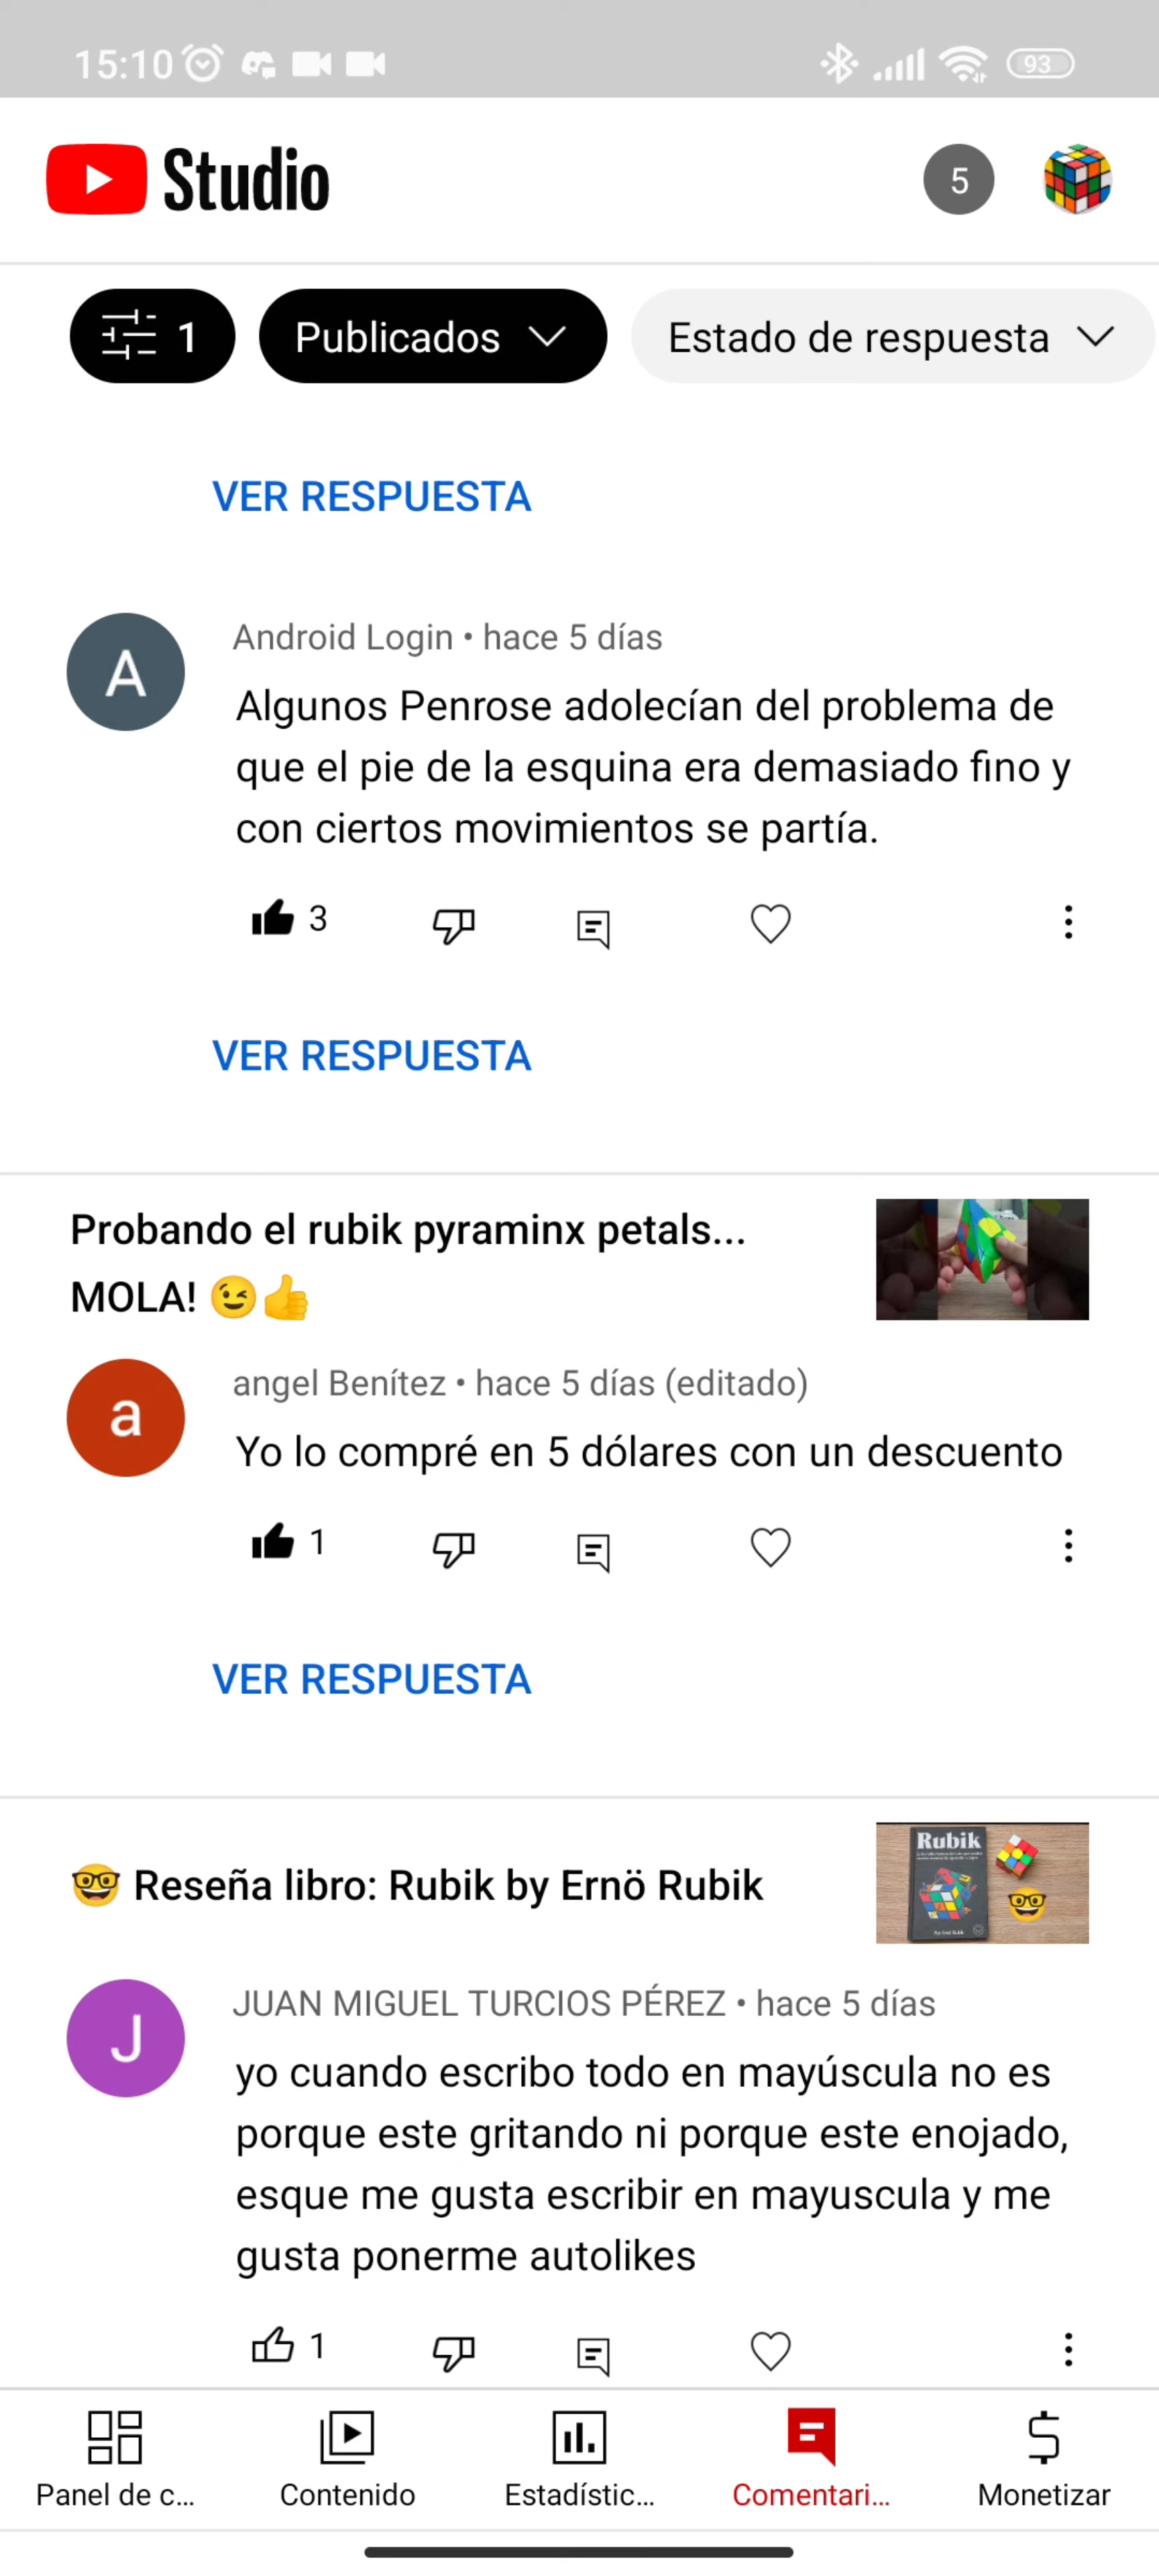 15:10
93
Studio
5
1
Publicados
Estado de respuesta
VER RESPUESTA
A
Android Login • hace 5 días
Algunos Penrose adolecían del problema de
que el pie de la esquina era demasiado fino y
con ciertos movimientos se partía.
3
VER RESPUESTA
Probando el rubik pyraminx petals...
MOLA! 😉👍
a
angel Benítez • hace 5 días (editado)
Yo lo compré en 5 dólares con un descuento
1
VER RESPUESTA
🤓 Reseña libro: Rubik by Ernö Rubik
Rubik
J
JUAN MIGUEL TURCIOS PÉREZ • hace 5 días
yo cuando escribo todo en mayúscula no es
porque este gritando ni porque este enojado,
esque me gusta escribir en mayuscula y me
gusta ponerme autolikes
1
Panel de c...
Contenido
Estadístic...
Comentari...
Monetizar